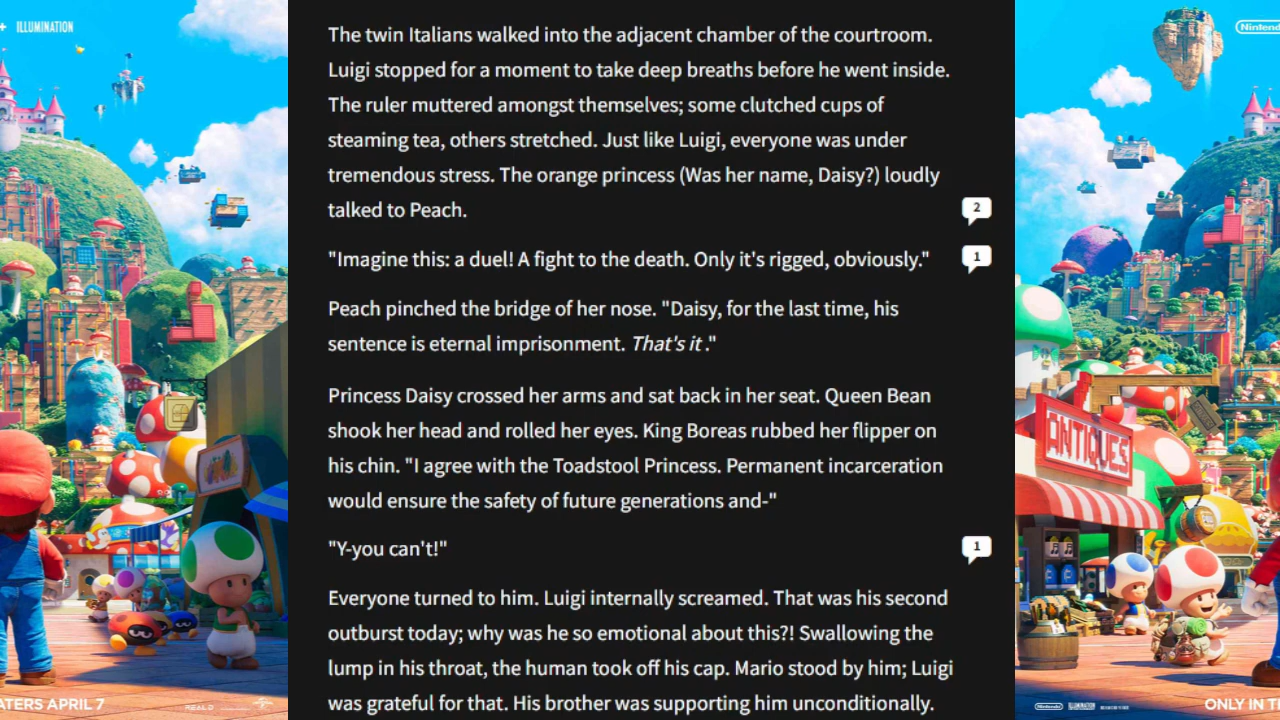 ILLUMINATION
The twin Italians walked into the adjacent chamber of the courtroom.
Luigi stopped for a moment to take deep breaths before he went inside.
The ruler muttered amongst themselves; some clutched cups of
steaming tea, others stretched. Just like Luigi, everyone was under
tremendous stress. The orange princess (Was her name, Daisy?) loudly
talked to Peach.
2
"Imagine this: a duel! A fight to the death. Only it's rigged, obviously."
1
Peach pinched the bridge of her nose. "Daisy, for the last time, his
sentence is eternal imprisonment. That's it ."
Princess Daisy crossed her arms and sat back in her seat. Queen Bean
shook her head and rolled her eyes. King Boreas rubbed her flipper on
his chin. "I agree with the Toadstool Princess. Permanent incarceration
would ensure the safety of future generations and-"
"Y-you can't!"
1
Everyone turned to him. Luigi internally screamed. That was his second
outburst today; why was he so emotional about this?! Swallowing the
lump in his throat, the human took off his cap. Mario stood by him; Luigi
was grateful for that. His brother was supporting him unconditionally.
ATERS APRIL 7
Nintend
ANTIQUES
Nintendo
ONLY IN T